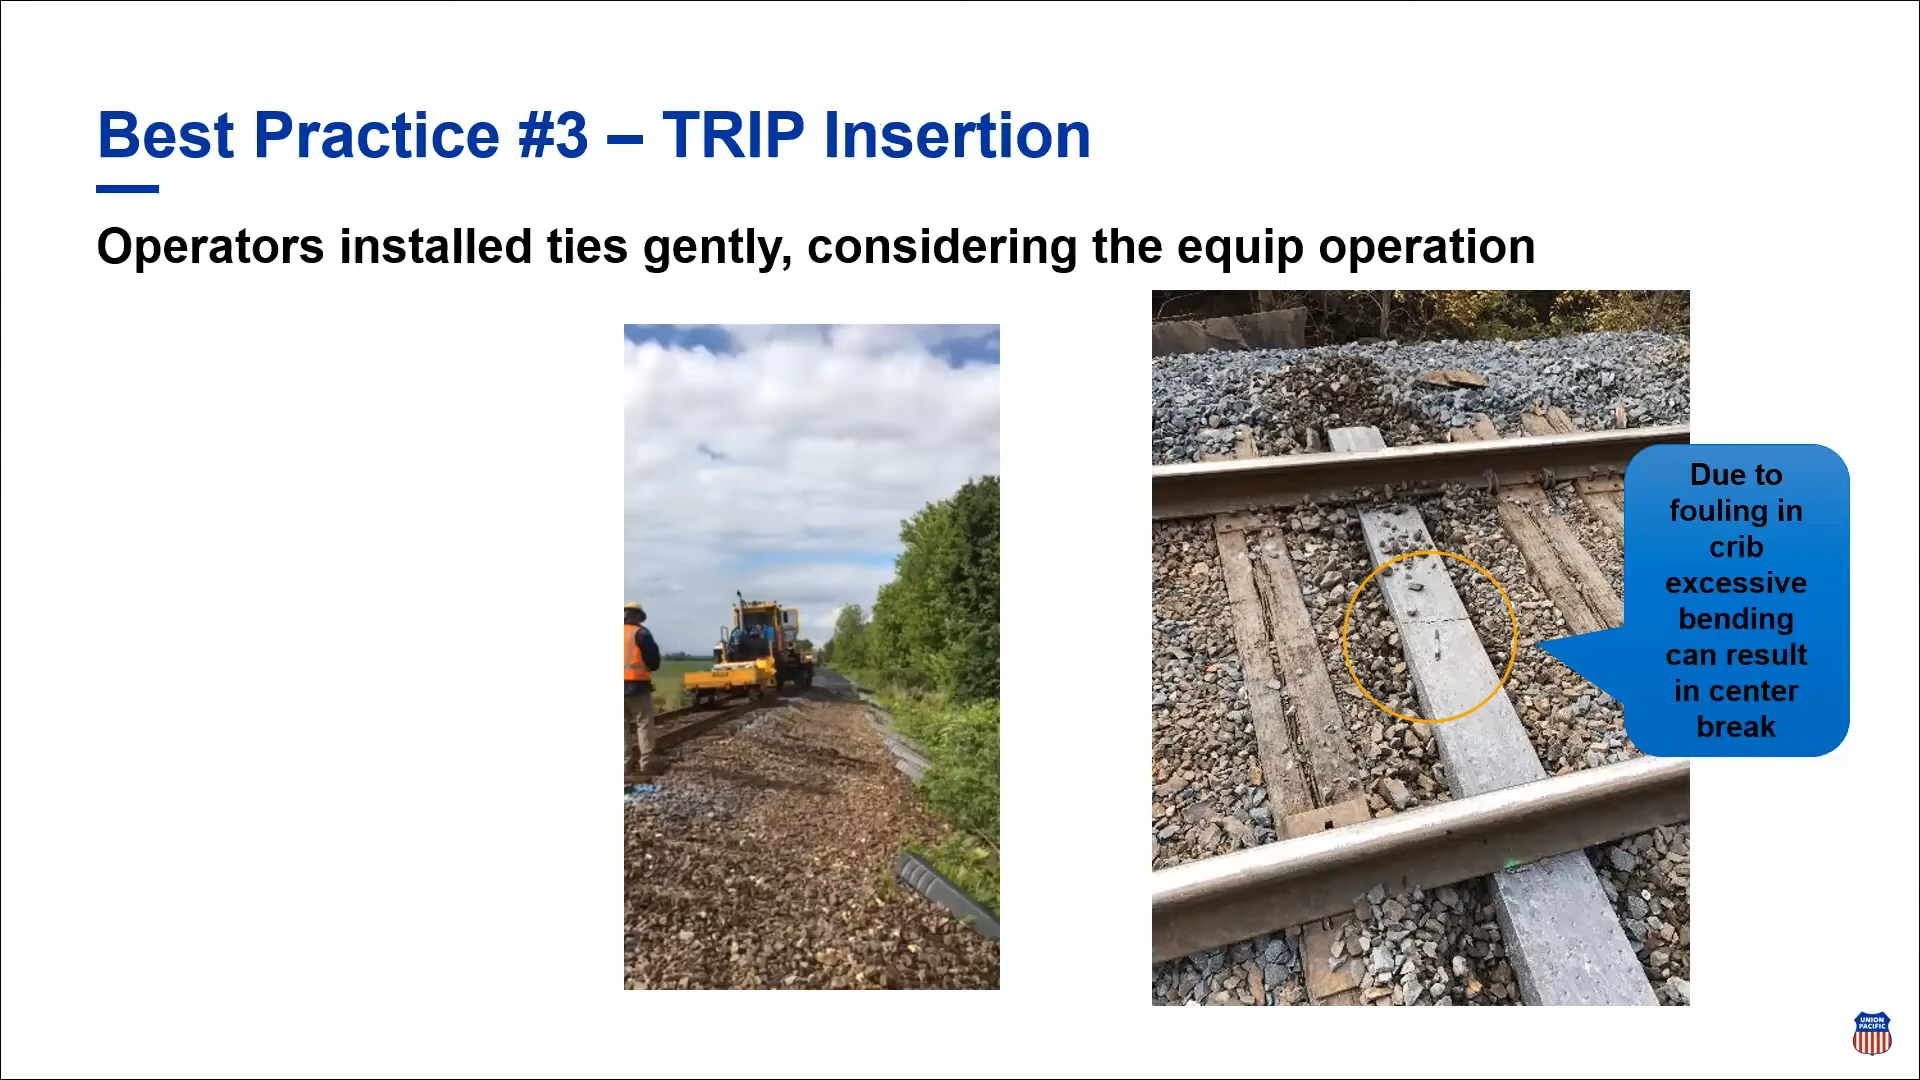 Best Practice #3 – TRIP Insertion
Operators installed ties gently, considering the equip operation
Due to
fouling in
crib
excessive
bending
can result
in center
break
UNION
PACIFIC